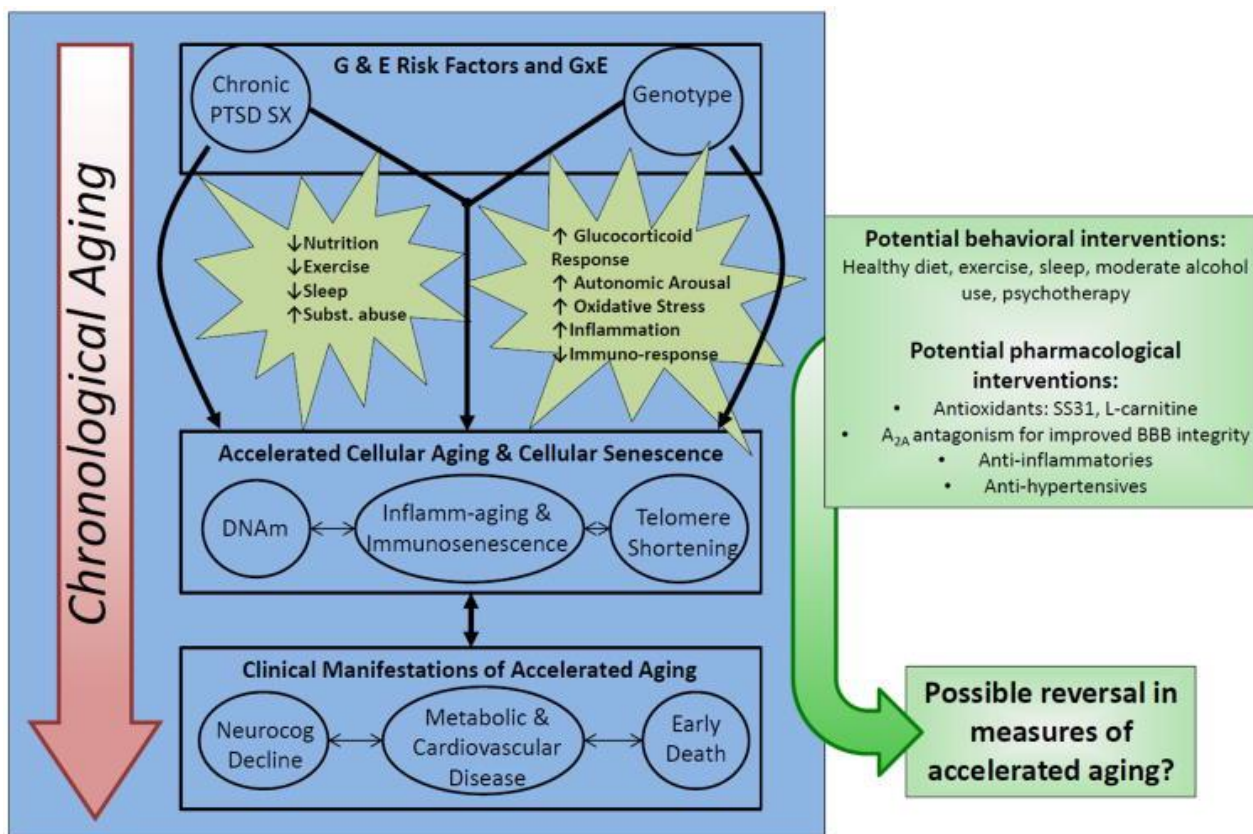 Chronological Aging
G & E Risk Factors and GxE
Chronic
PTSD SX
Genotype
↓Nutrition
↓Exercise
↓Sleep
↑Subst. abuse
↑ Glucocorticoid
Response
↑ Autonomic Arousal
↑ Oxidative Stress
↑Inflammation
↓Immuno-response
Accelerated Cellular Aging & Cellular Senescence
DNAm
Inflamm-aging &
Immunosenescence
Telomere
Shortening
Clinical Manifestations of Accelerated Aging
Neurocog
Decline
Metabolic &
Cardiovascular
Disease
Early
Death
Potential behavioral interventions:
Healthy diet, exercise, sleep, moderate alcohol
use, psychotherapy
Potential pharmacological
interventions:
• Antioxidants: SS31, L-carnitine
• A2A antagonism for improved BBB integrity
• Anti-inflammatories
• Anti-hypertensives
Possible reversal in
measures of
accelerated aging?